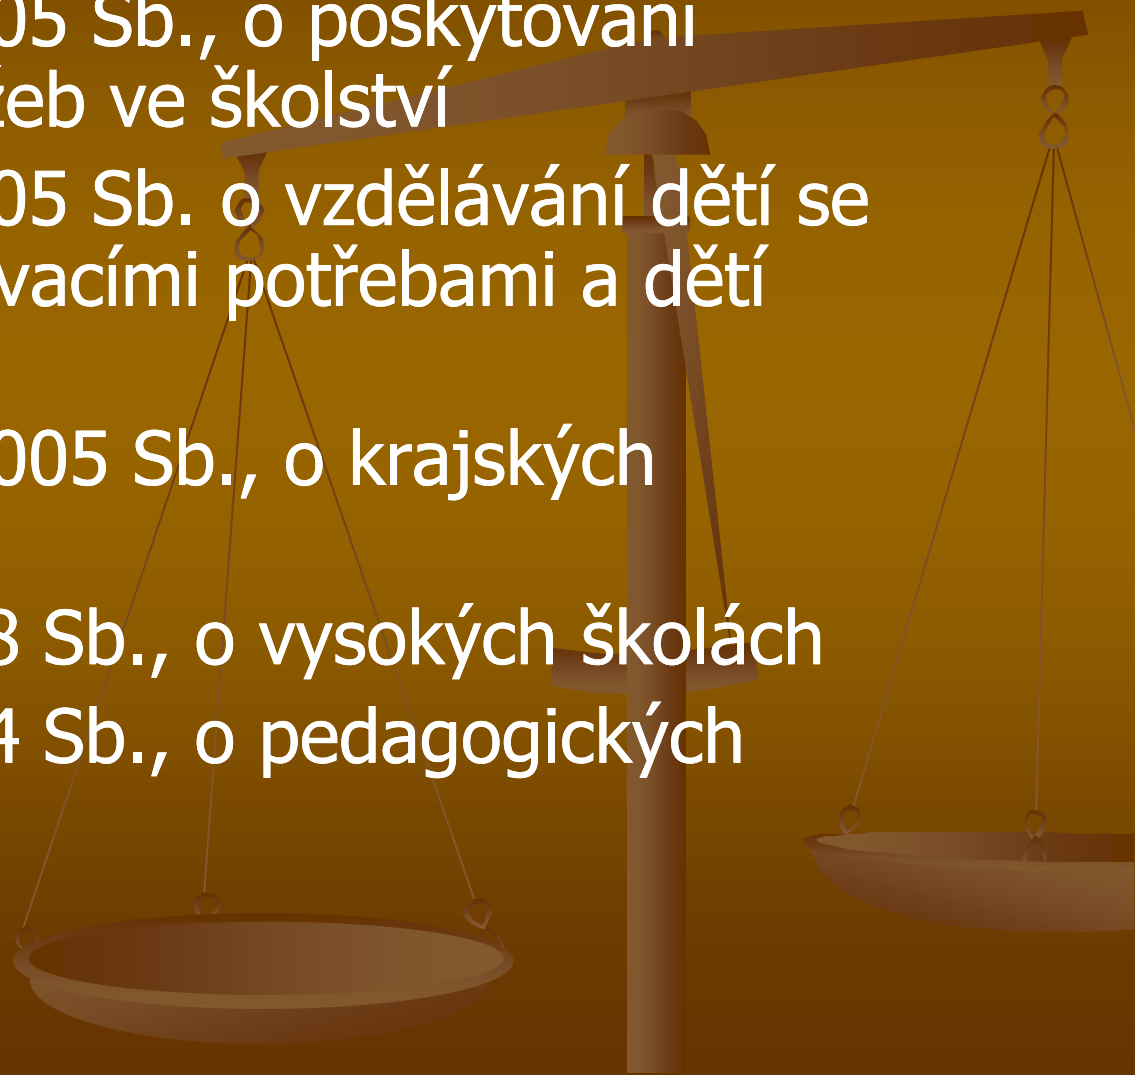 05 Sb., o poskytování
žeb ve školství
05 Sb. o vzdělávání dětí se
vacími potřebami a dětí
005 Sb., o krajských
8 Sb., o vysokých školách
4 Sb., o pedagogických